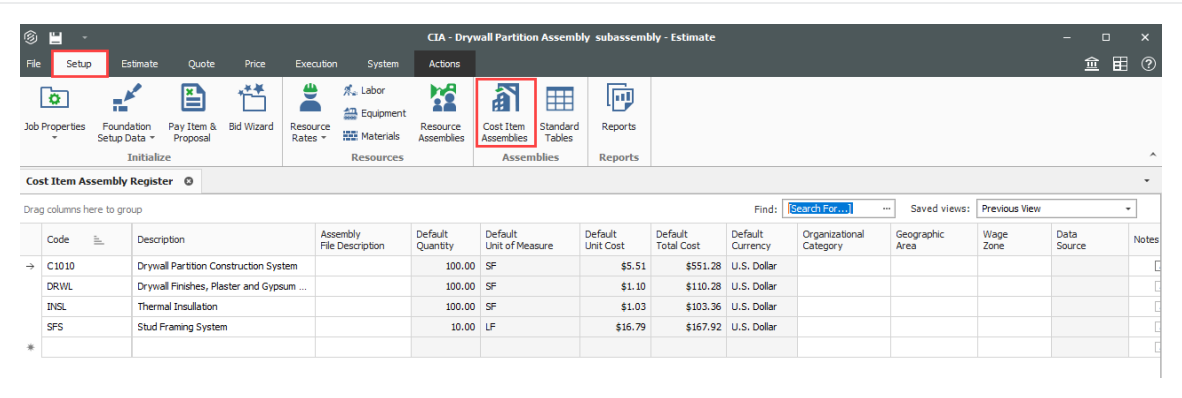 CIA - Drywall Partition Assembly subassembly - Estimate
File Setup Estimate Quote Price Execution System Actions
Job Properties
Foundation Setup Data
Pay Item & Proposal
Bid Wizard
Initialize
Resource Rates
Labor
Equipment
Materials
Resource Assemblies
Resources
Cost Item Assemblies
Standard Tables
Assemblies
Reports
Reports
Cost Item Assembly Register
Drag columns here to group Find: [Search For...] ... Saved views: Previous View
Code Description Assembly File Description Default Quantity Default Unit of Measure Default Unit Cost Default Total Cost Default Currency Organizational Category Geographic Area Wage Zone Data Source Notes
C1010 Drywall Partition Construction System 100.00 SF $5.51 $551.28 U.S. Dollar
DRWL Drywall Finishes, Plaster and Gypsum ... 100.00 SF $1.10 $110.28 U.S. Dollar
INSL Thermal Insullation 100.00 SF $1.03 $103.36 U.S. Dollar
SFS Stud Framing System 10.00 LF $16.79 $167.92 U.S. Dollar